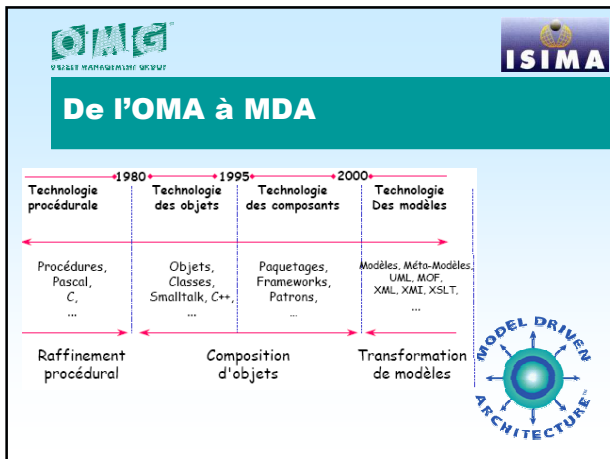 OMG
OBJECT MANAGEMENT GROUP
ISIMA
De l'OMA à MDA
1980 1995 2000
Technologie procédurale
Technologie des objets
Technologie des composants
Technologie Des modèles
Procédures,
Pascal,
C,
...
Objets,
Classes,
Smalltalk, C++,
...
Paquetages,
Frameworks,
Patrons,
...
Modèles, Méta-Modèles,
UML, MOF,
XML, XMI, XSLT,
...
Raffinement
procédural
Composition
d'objets
Transformation
de modèles
MODEL DRIVEN
ARCHITECTURE™